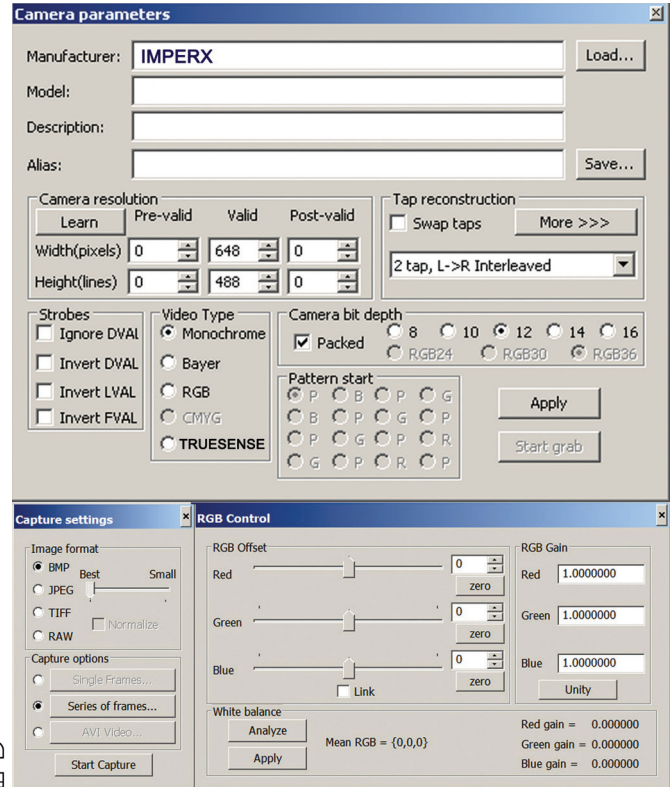 Camera parameters
Manufacturer: IMPERX Load...
Model:
Description:
Alias: Save...
Camera resolution
Learn Pre-valid Valid Post-valid
Width(pixels) 0 648 0
Height(lines) 0 488 0
Tap reconstruction
Swap taps More >>>
2 tap, L->R Interleaved
Strobes
Ignore DVAL
Invert DVAL
Invert LVAL
Invert FVAL
Video Type
Monochrome
Bayer
RGB
CMYG
TRUESENSE
Camera bit depth
Packed 8 10 12 14 16
RGB24 RGB30 RGB36
Pattern start
P B P G
B P G P
P G P R
G P R P
Apply
Start grab
Capture settings
Image format
BMP
JPEG
TIFF
RAW
Best Small
Normalize
Capture options
Single Frames...
Series of frames...
AVI Video...
Start Capture
RGB Control
RGB Offset
Red 0
zero
Green 0
zero
Blue 0
Link zero
RGB Gain
Red 1.0000000
Green 1.0000000
Blue 1.0000000
Unity
White balance
Analyze
Apply
Mean RGB = {0,0,0}
Red gain = 0.000000
Green gain = 0.000000
Blue gain = 0.000000